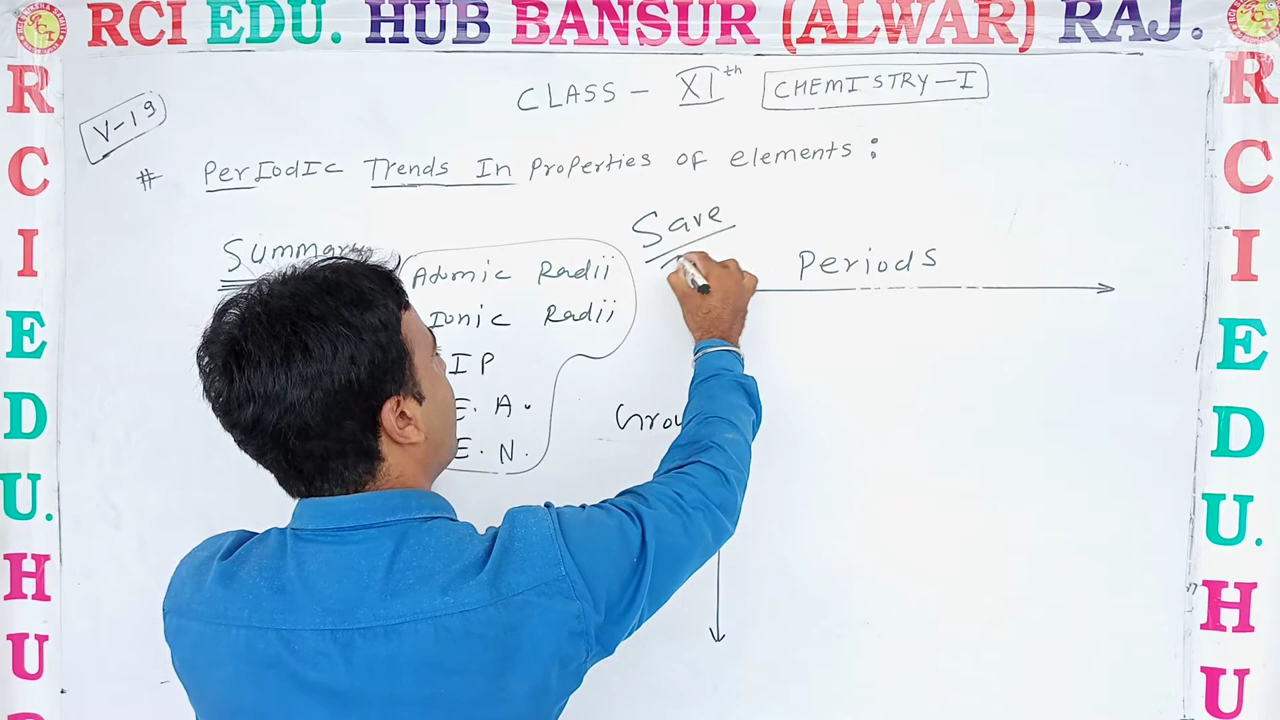 RCI EDU. HUB BANSUR (ALWAR) RAJ.
R C I E D U. H U
R C I E D U. H U
CLASS - XIth CHEMISTRY-I
V-19
# PerIodIc Trends In Properties of elements:
Summary
Atomic Radii
Ionic Radii
IP
E. A.
E. N.
Save
Periods